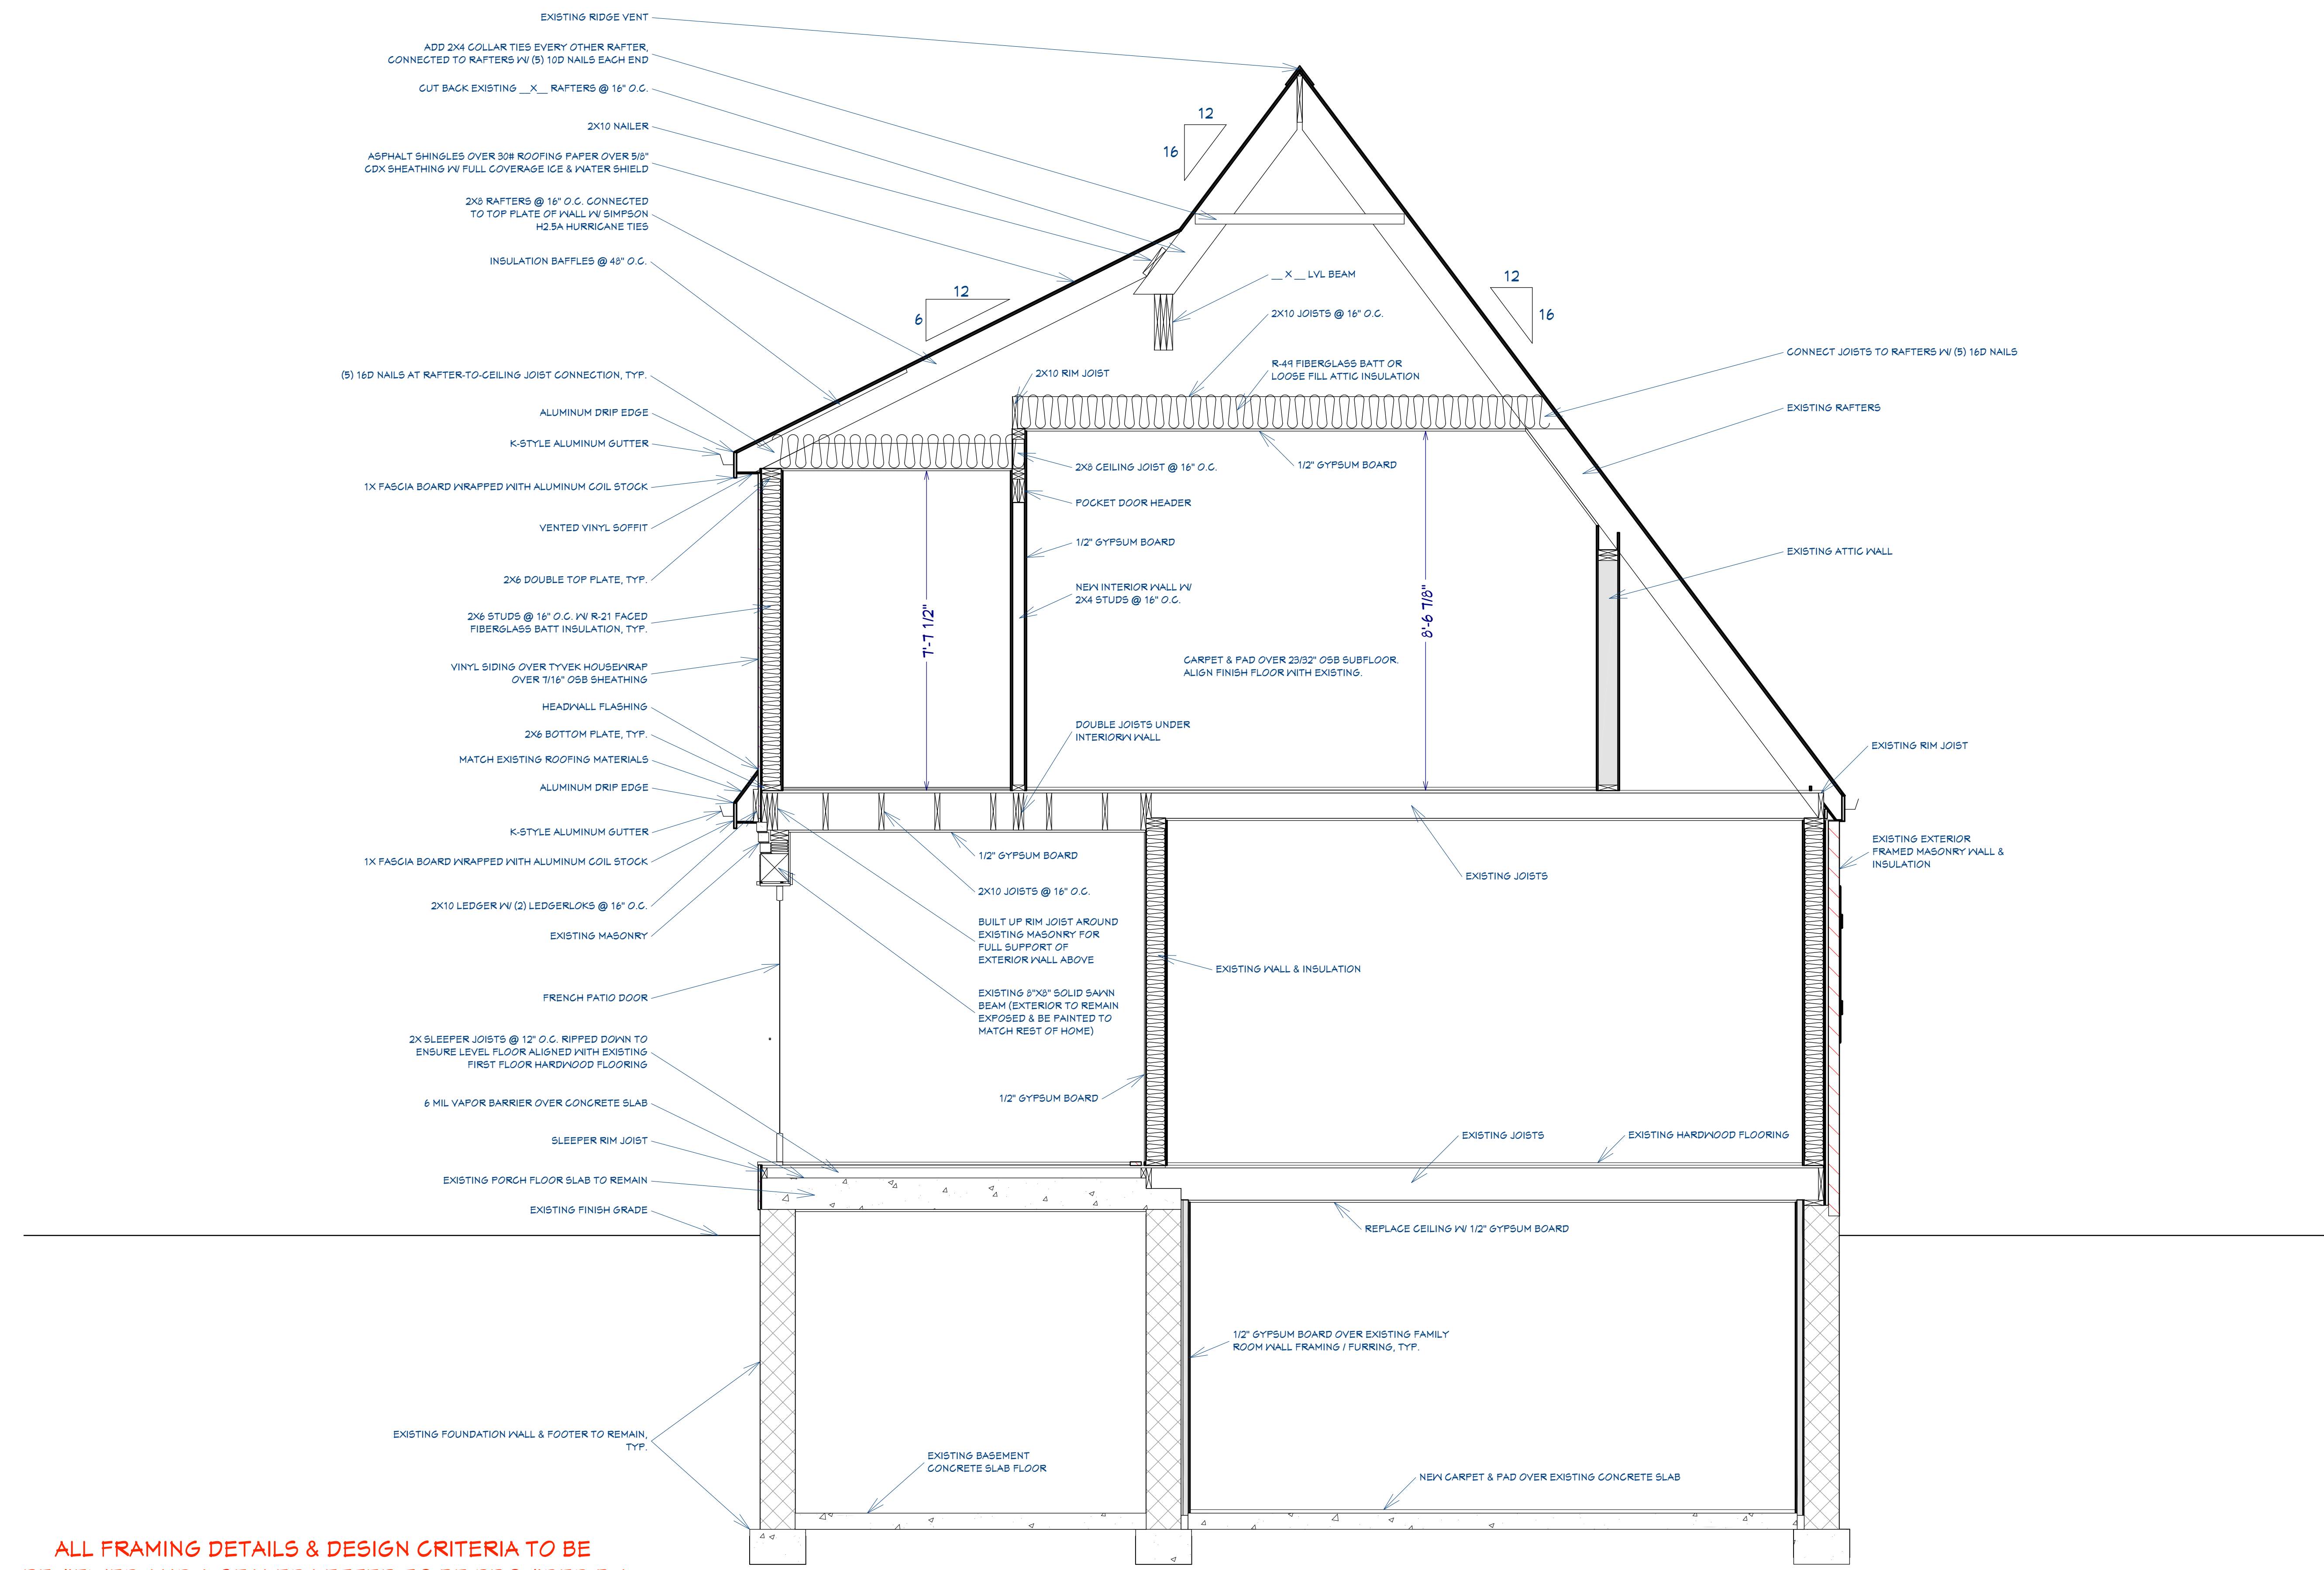 EXISTING RIDGE VENT
ADD 2X4 COLLAR TIES EVERY OTHER RAFTER,
CONNECTED TO RAFTERS W/ (5) 10D NAILS EACH END
CUT BACK EXISTING __X__ RAFTERS @ 16" O.C.
2X10 NAILER
ASPHALT SHINGLES OVER 30# ROOFING PAPER OVER 5/8"
CDX SHEATHING W/ FULL COVERAGE ICE & WATER SHIELD
2X8 RAFTERS @ 16" O.C. CONNECTED
TO TOP PLATE OF WALL W/ SIMPSON
H2.5A HURRICANE TIES
INSULATION BAFFLES @ 48" O.C.
(5) 16D NAILS AT RAFTER-TO-CEILING JOIST CONNECTION, TYP.
ALUMINUM DRIP EDGE
K-STYLE ALUMINUM GUTTER
1X FASCIA BOARD WRAPPED WITH ALUMINUM COIL STOCK
VENTED VINYL SOFFIT
2X6 DOUBLE TOP PLATE, TYP.
2X6 STUDS @ 16" O.C. W/ R-21 FACED
FIBERGLASS BATT INSULATION, TYP.
VINYL SIDING OVER TYVEK HOUSEWRAP
OVER 7/16" OSB SHEATHING
HEADWALL FLASHING
2X6 BOTTOM PLATE, TYP.
MATCH EXISTING ROOFING MATERIALS
ALUMINUM DRIP EDGE
K-STYLE ALUMINUM GUTTER
1X FASCIA BOARD WRAPPED WITH ALUMINUM COIL STOCK
2X10 LEDGER W/ (2) LEDGERLOKS @ 16" O.C.
EXISTING MASONRY
FRENCH PATIO DOOR
2X SLEEPER JOISTS @ 12" O.C. RIPPED DOWN TO
ENSURE LEVEL FLOOR ALIGNED WITH EXISTING
FIRST FLOOR HARDWOOD FLOORING
6 MIL VAPOR BARRIER OVER CONCRETE SLAB
SLEEPER RIM JOIST
EXISTING PORCH FLOOR SLAB TO REMAIN
EXISTING FINISH GRADE
EXISTING FOUNDATION WALL & FOOTER TO REMAIN,
TYP.
12
16
12
6
12
16
__ X __ LVL BEAM
2X10 JOISTS @ 16" O.C.
2X10 RIM JOIST
R-49 FIBERGLASS BATT OR
LOOSE FILL ATTIC INSULATION
2X8 CEILING JOIST @ 16" O.C.
1/2" GYPSUM BOARD
POCKET DOOR HEADER
1/2" GYPSUM BOARD
NEW INTERIOR WALL W/
2X4 STUDS @ 16" O.C.
7'-7 1/2"
8'-6 7/8"
CARPET & PAD OVER 23/32" OSB SUBFLOOR.
ALIGN FINISH FLOOR WITH EXISTING.
DOUBLE JOISTS UNDER
INTERIORW WALL
CONNECT JOISTS TO RAFTERS W/ (5) 16D NAILS
EXISTING RAFTERS
EXISTING ATTIC WALL
EXISTING RIM JOIST
EXISTING EXTERIOR
FRAMED MASONRY WALL &
INSULATION
1/2" GYPSUM BOARD
2X10 JOISTS @ 16" O.C.
EXISTING JOISTS
BUILT UP RIM JOIST AROUND
EXISTING MASONRY FOR
FULL SUPPORT OF
EXTERIOR WALL ABOVE
EXISTING WALL & INSULATION
EXISTING 8"X8" SOLID SAWN
BEAM (EXTERIOR TO REMAIN
EXPOSED & BE PAINTED TO
MATCH REST OF HOME)
1/2" GYPSUM BOARD
EXISTING JOISTS
EXISTING HARDWOOD FLOORING
REPLACE CEILING W/ 1/2" GYPSUM BOARD
1/2" GYPSUM BOARD OVER EXISTING FAMILY
ROOM WALL FRAMING / FURRING, TYP.
EXISTING BASEMENT
CONCRETE SLAB FLOOR
NEW CARPET & PAD OVER EXISTING CONCRETE SLAB
ALL FRAMING DETAILS & DESIGN CRITERIA TO BE